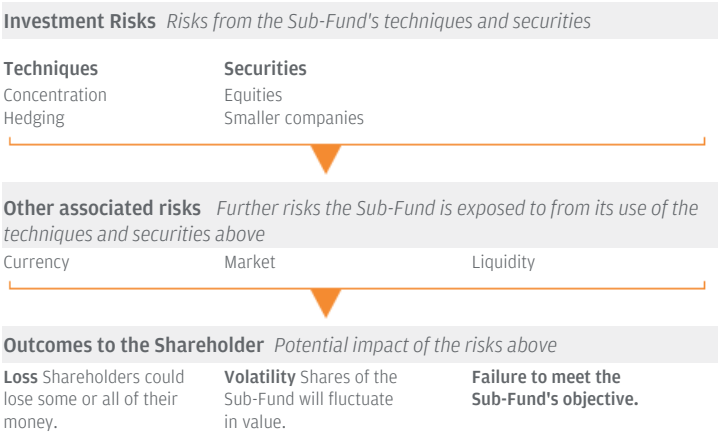 Investment Risks Risks from the Sub-Fund's techniques and securities
Techniques Securities
Concentration Equities
Hedging Smaller companies
Other associated risks Further risks the Sub-Fund is exposed to from its use of the
techniques and securities above
Currency Market Liquidity
Outcomes to the Shareholder Potential impact of the risks above
Loss Shareholders could
lose some or all of their
money.
Volatility Shares of the
Sub-Fund will fluctuate
in value.
Failure to meet the
Sub-Fund's objective.